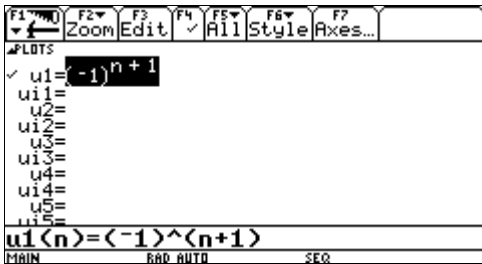 F1 F2 Zoom F3 Edit F4 ✓ F5 All F6 Style F7 Axes...
PLOTS
✓ u1=(-1)^n + 1
ui1=
u2=
ui2=
u3=
ui3=
u4=
ui4=
u5=
ui5=
u1(n)=(-1)^(n+1)
MAIN RAD AUTO SEQ